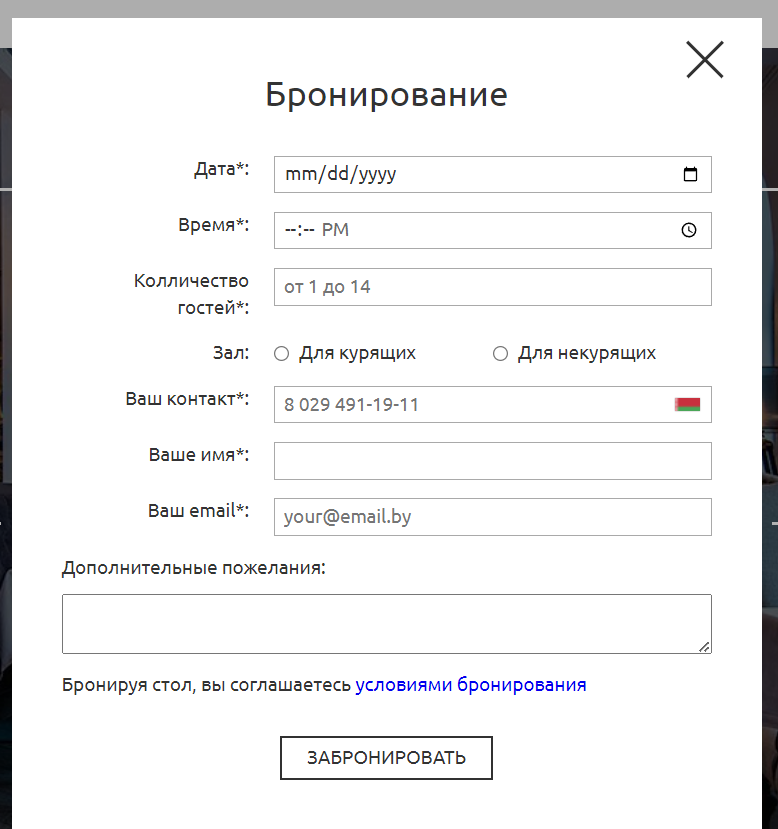 Бронирование
Дата*: mm/dd/yyyy
Время*: --:-- PM
Колличество
гостей*: от 1 до 14
Зал: Для курящих Для некурящих
Ваш контакт*: 8 029 491-19-11
Ваше имя*:
Ваш email*: your@email.by
Дополнительные пожелания:
Бронируя стол, вы соглашаетесь условиями бронирования
ЗАБРОНИРОВАТЬ